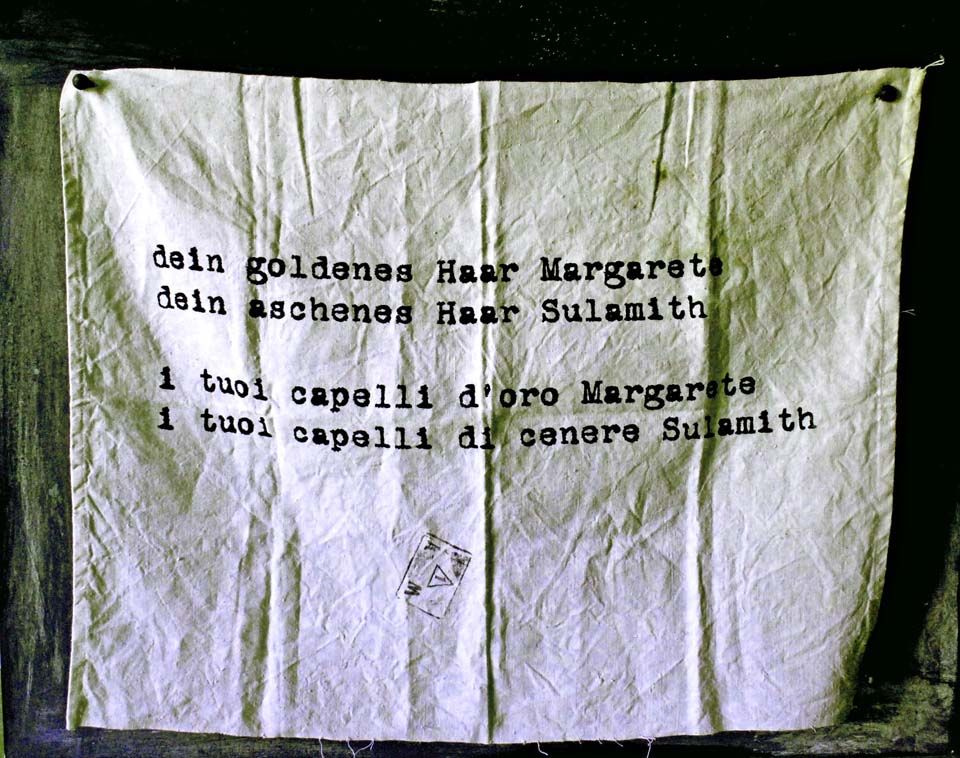 dein goldenes Haar Margarete
dein aschenes Haar Sulamith
i tuoi capelli d'oro Margarete
i tuoi capelli di cenere Sulamith